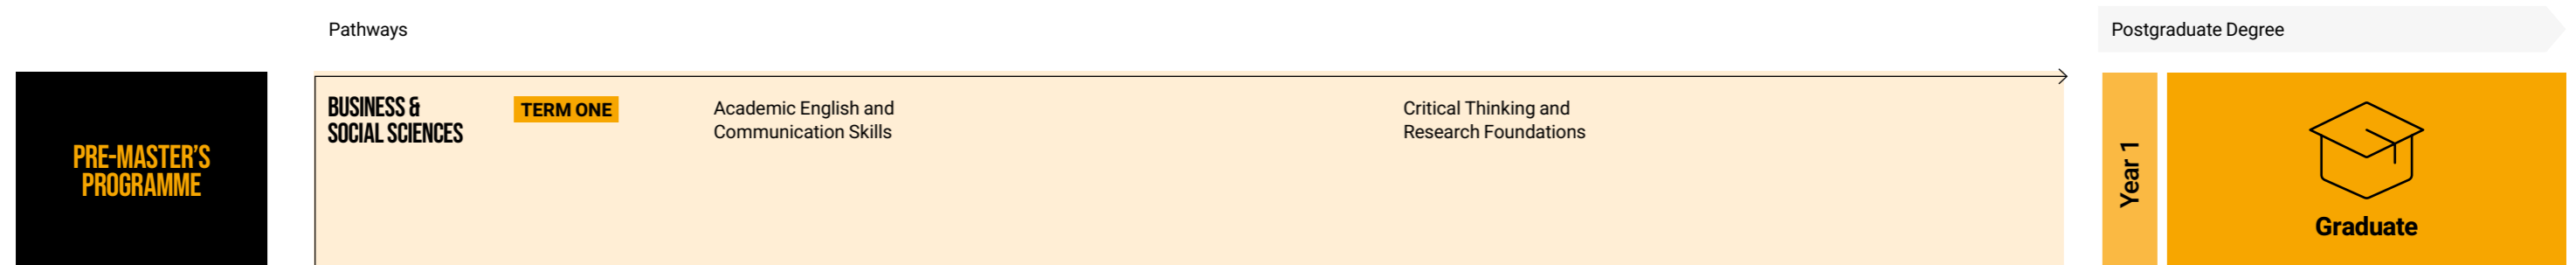 Pathways
Postgraduate Degree
PRE-MASTER'S
PROGRAMME
BUSINESS &
SOCIAL SCIENCES
TERM ONE
Academic English and
Communication Skills
Critical Thinking and
Research Foundations
Year 1
Graduate